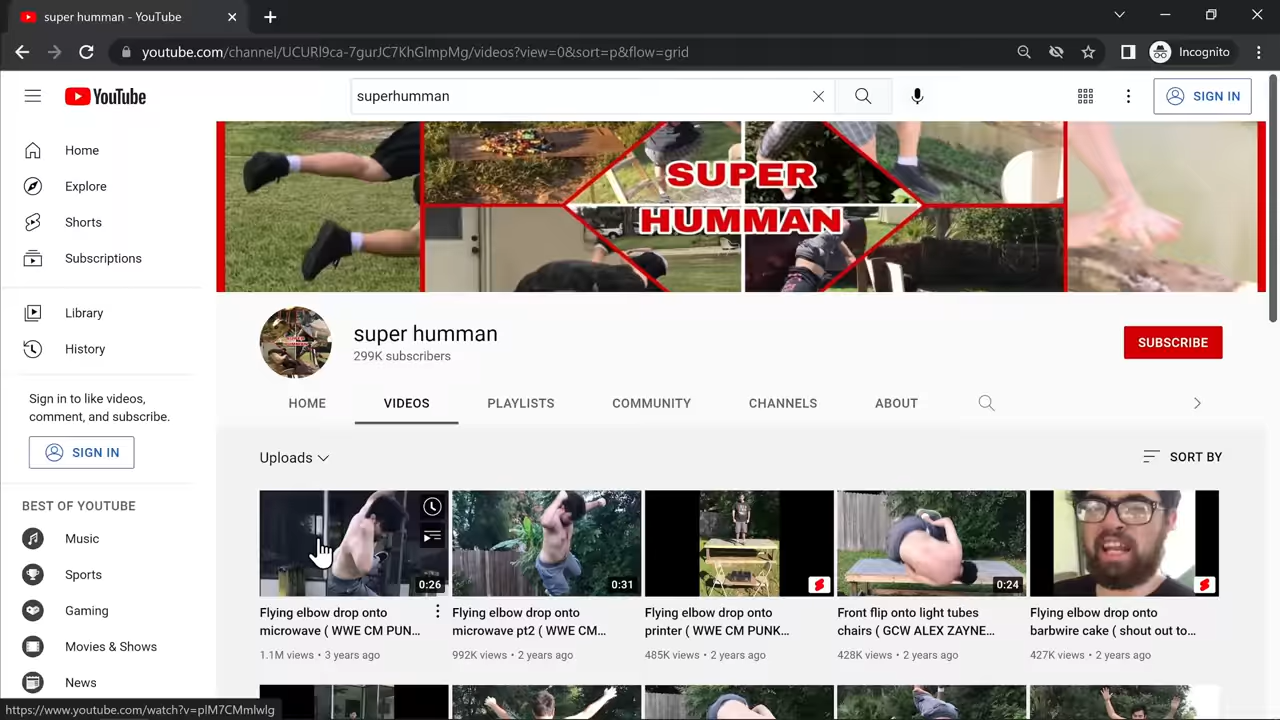 super humman - YouTube
youtube.com/channel/UCURl9ca-7gurJC7KhGlmpMg/videos?view=0&sort=p&flow=grid
Incognito
YouTube
superhumman
SIGN IN
Home
Explore
Shorts
Subscriptions
Library
History
Sign in to like videos,
comment, and subscribe.
SIGN IN
BEST OF YOUTUBE
Music
Sports
Gaming
Movies & Shows
News
SUPER
HUMMAN
super humman
299K subscribers
SUBSCRIBE
HOME
VIDEOS
PLAYLISTS
COMMUNITY
CHANNELS
ABOUT
Uploads
SORT BY
0:26
Flying elbow drop onto
microwave ( WWE CM PUN...
1.1M views • 3 years ago
0:31
Flying elbow drop onto
microwave pt2 ( WWE CM...
992K views • 2 years ago
Flying elbow drop onto
printer ( WWE CM PUNK...
485K views • 2 years ago
0:24
Front flip onto light tubes
chairs ( GCW ALEX ZAYNE...
428K views • 2 years ago
Flying elbow drop onto
barbwire cake ( shout out to...
427K views • 2 years ago
https://www.youtube.com/watch?v=plM7CMmlwlg